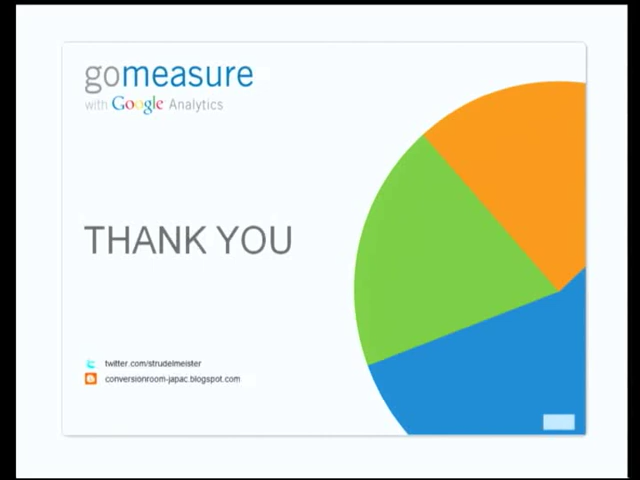 gomeasure
with Google Analytics
THANK YOU
twitter.com/strudelmeister
conversionroom-japac.blogspot.com